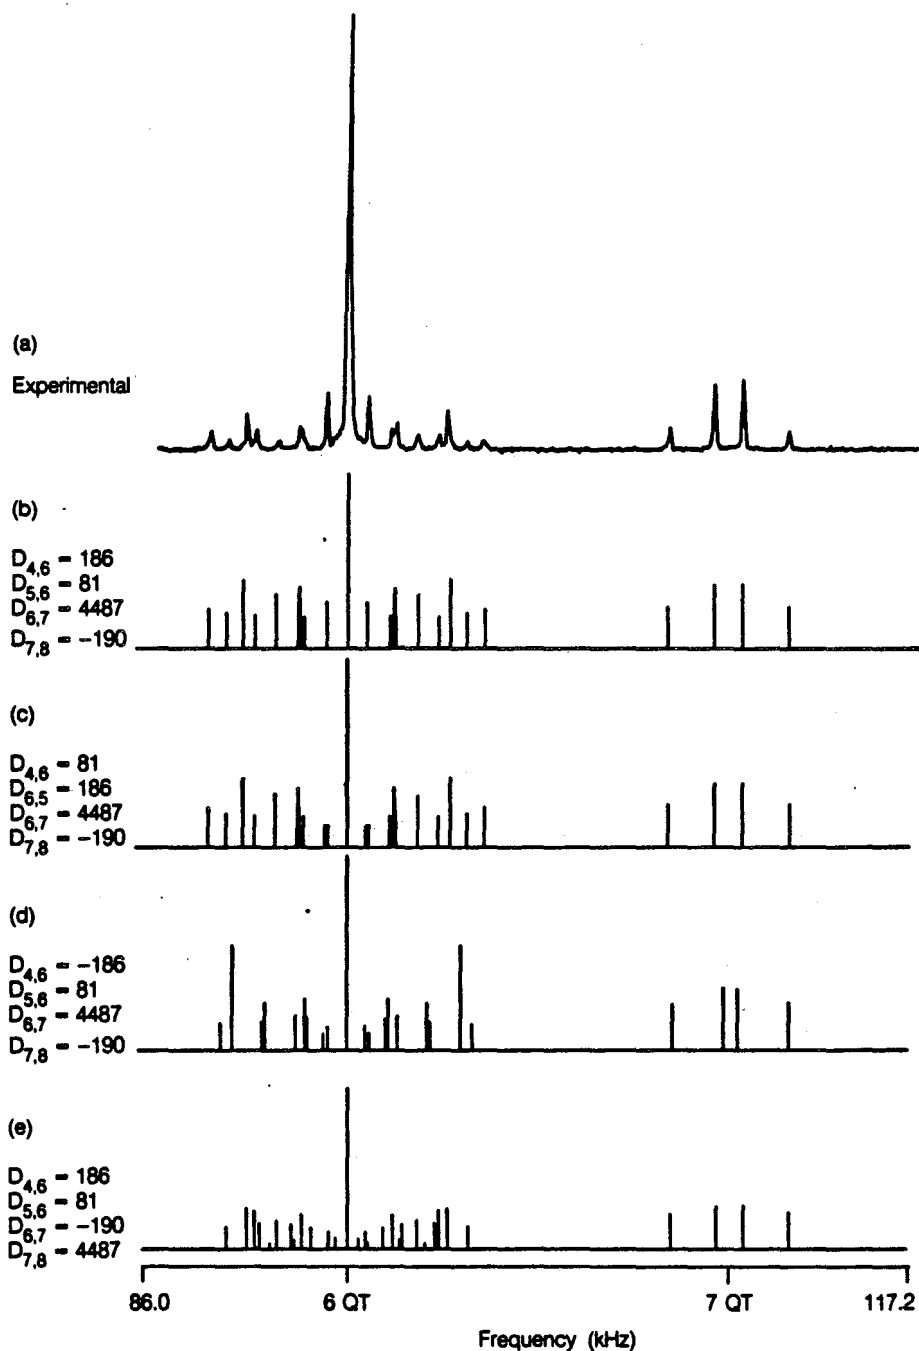 (a)
Experimental
(b)
D4,6 = 186
D5,6 = 81
D6,7 = 4487
D7,8 = -190
(c)
D4,6 = 81
D6,5 = 186
D6,7 = 4487
D7,8 = -190
(d)
D4,6 = -186
D5,6 = 81
D6,7 = 4487
D7,8 = -190
(e)
D4,6 = 186
D5,6 = 81
D6,7 = -190
D7,8 = 4487
86.0 6 QT 7 QT 117.2
Frequency (kHz)